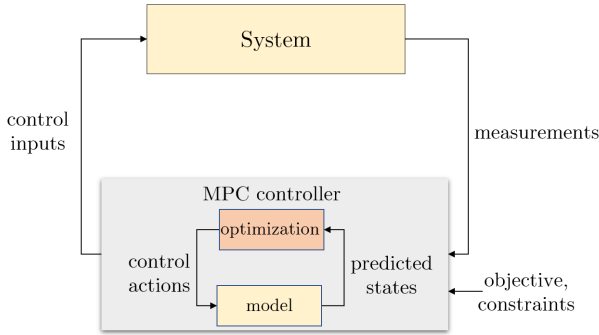 System
control
inputs
measurements
MPC controller
optimization
control
actions
predicted
states
model
objective,
constraints